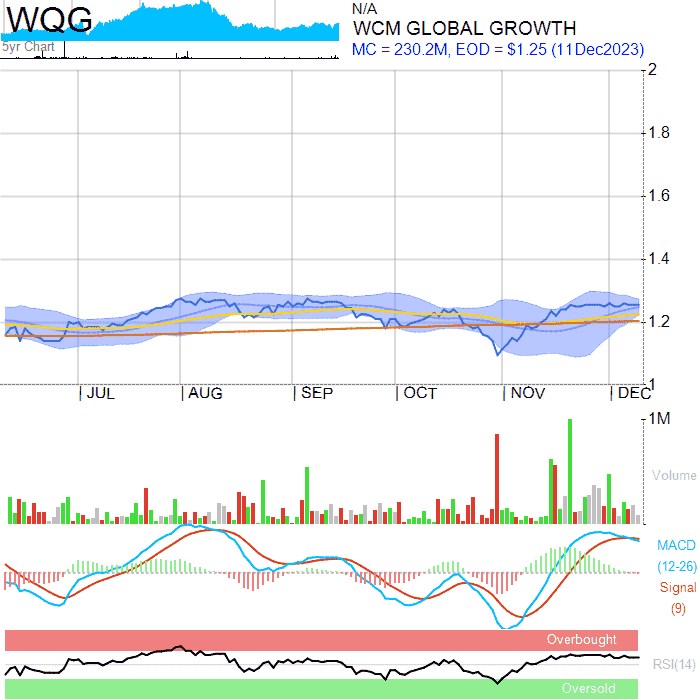 WQG
5yr Chart
N/A
WCM GLOBAL GROWTH
MC = 230.2M, EOD = $1.25 (11Dec2023)
2
1.8
1.6
1.4
1.2
1
JUL AUG SEP OCT NOV DEC
1M
Volume
MACD
(12-26)
Signal
(9)
Overbought
RSI(14)
Oversold